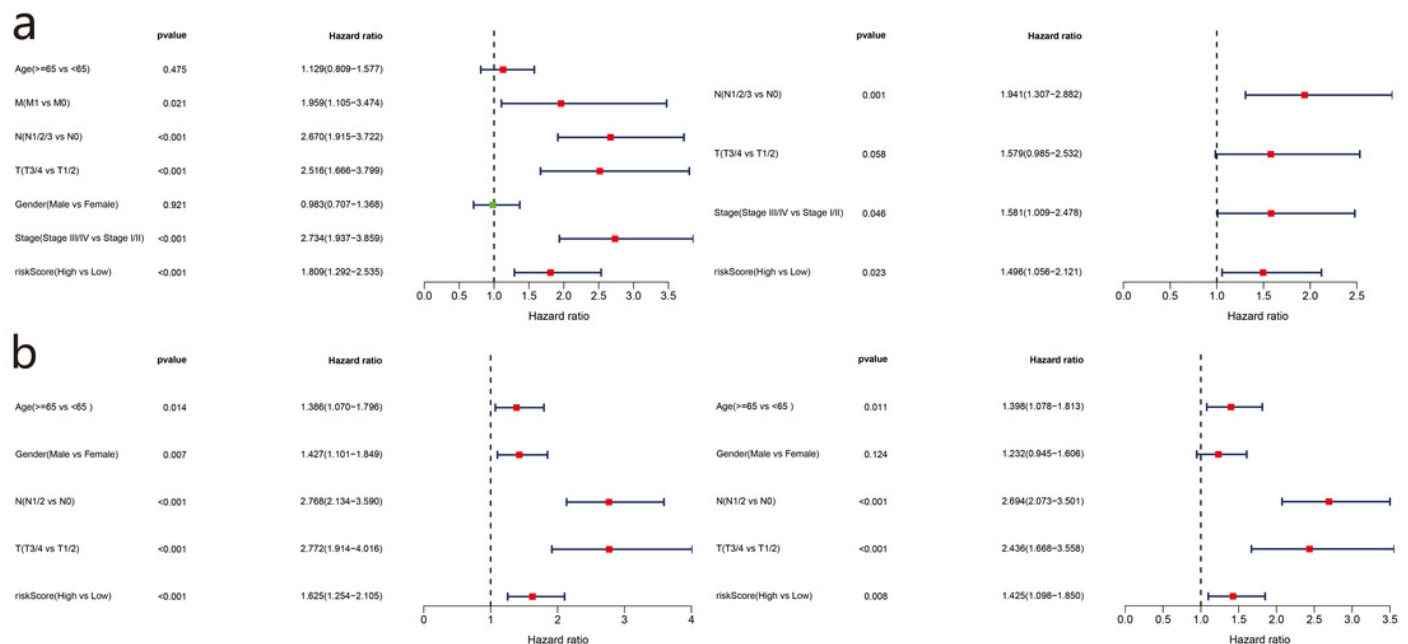 a
pvalue Hazard ratio
Age(>=65 vs <65) 0.475 1.129(0.809−1.577)
M(M1 vs M0) 0.021 1.959(1.105−3.474)
N(N1/2/3 vs N0) <0.001 2.670(1.915−3.722)
T(T3/4 vs T1/2) <0.001 2.516(1.666−3.799)
Gender(Male vs Female) 0.921 0.983(0.707−1.368)
Stage(Stage III/IV vs Stage I/II) <0.001 2.734(1.937−3.859)
riskScore(High vs Low) <0.001 1.809(1.292−2.535)
0.0 0.5 1.0 1.5 2.0 2.5 3.0 3.5
Hazard ratio
pvalue Hazard ratio
N(N1/2/3 vs N0) 0.001 1.941(1.307−2.882)
T(T3/4 vs T1/2) 0.058 1.579(0.985−2.532)
Stage(Stage III/IV vs Stage I/II) 0.046 1.581(1.009−2.478)
riskScore(High vs Low) 0.023 1.496(1.056−2.121)
0.0 0.5 1.0 1.5 2.0 2.5
Hazard ratio
b
pvalue Hazard ratio
Age(>=65 vs <65 ) 0.014 1.386(1.070−1.796)
Gender(Male vs Female) 0.007 1.427(1.101−1.849)
N(N1/2 vs N0) <0.001 2.768(2.134−3.590)
T(T3/4 vs T1/2) <0.001 2.772(1.914−4.016)
riskScore(High vs Low) <0.001 1.625(1.254−2.105)
0 1 2 3 4
Hazard ratio
pvalue Hazard ratio
Age(>=65 vs <65 ) 0.011 1.398(1.078−1.813)
Gender(Male vs Female) 0.124 1.232(0.945−1.606)
N(N1/2 vs N0) <0.001 2.694(2.073−3.501)
T(T3/4 vs T1/2) <0.001 2.436(1.668−3.558)
riskScore(High vs Low) 0.008 1.425(1.098−1.850)
0.0 0.5 1.0 1.5 2.0 2.5 3.0 3.5
Hazard ratio